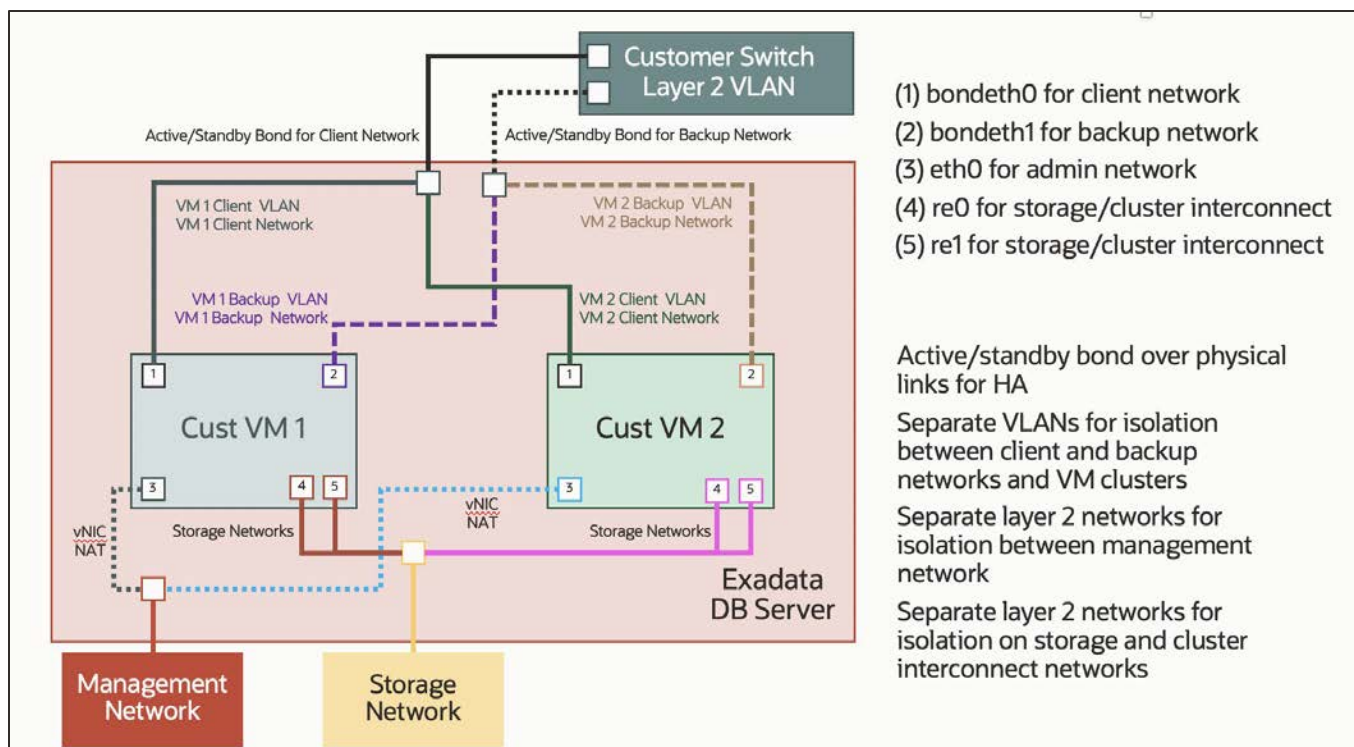 Customer Switch
Layer 2 VLAN
Active/Standby Bond for Client Network
Active/Standby Bond for Backup Network
VM 1 Client VLAN
VM 1 Client Network
VM 2 Backup VLAN
VM 2 Backup Network
VM 1 Backup VLAN
VM 1 Backup Network
VM 2 Client VLAN
VM 2 Client Network
1
2
1
2
Cust VM 1
Cust VM 2
3
4
5
3
4
5
vNIC
NAT
Storage Networks
vNIC
NAT
Storage Networks
Exadata
DB Server
Management
Network
Storage
Network
(1) bondeth0 for client network
(2) bondeth1 for backup network
(3) eth0 for admin network
(4) re0 for storage/cluster interconnect
(5) re1 for storage/cluster interconnect
Active/standby bond over physical
links for HA
Separate VLANs for isolation
between client and backup
networks and VM clusters
Separate layer 2 networks for
isolation between management
network
Separate layer 2 networks for
isolation on storage and cluster
interconnect networks